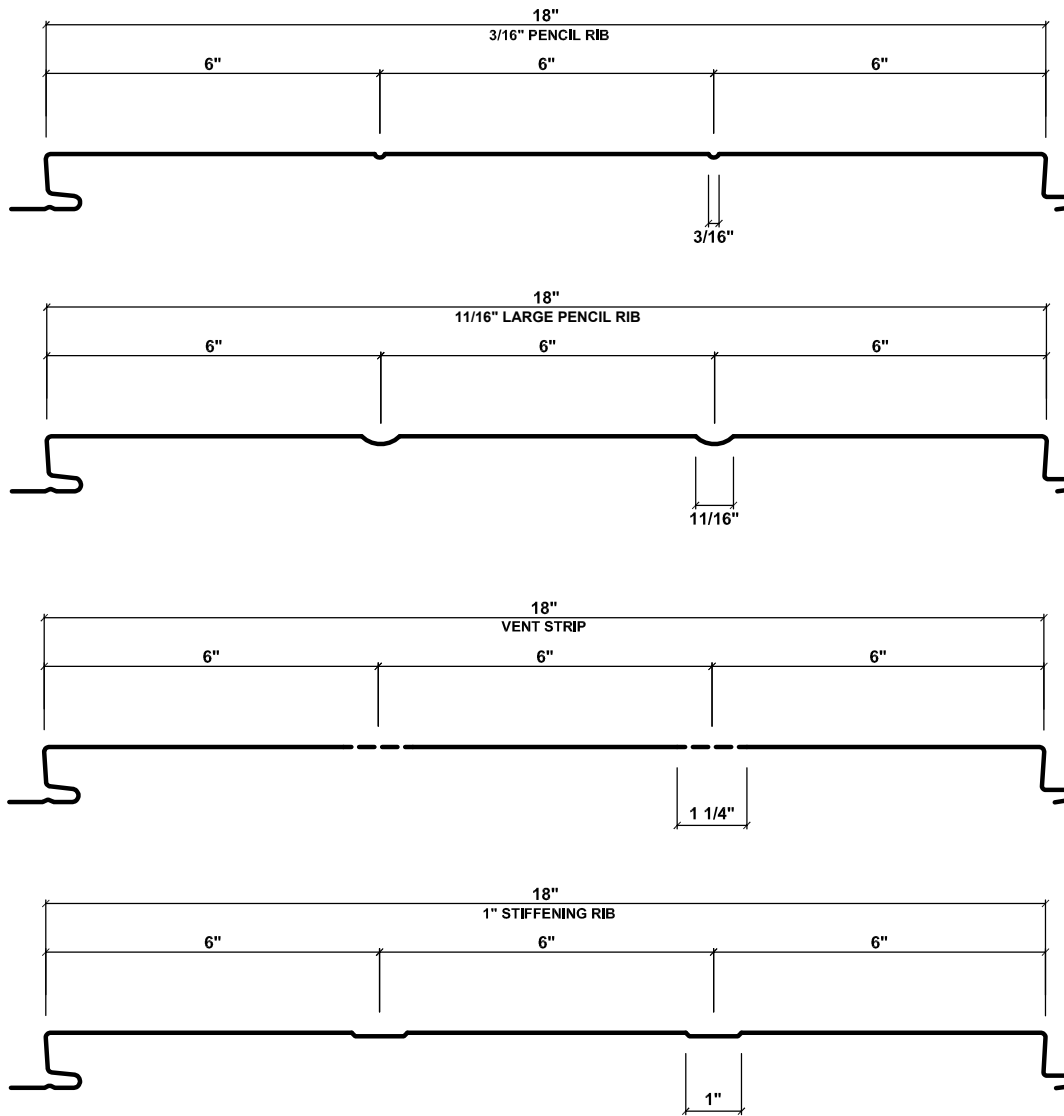 18"
3/16" PENCIL RIB
6" 6" 6"
3/16"
18"
11/16" LARGE PENCIL RIB
6" 6" 6"
11/16"
18"
VENT STRIP
6" 6" 6"
1 1/4"
18"
1" STIFFENING RIB
6" 6" 6"
1"